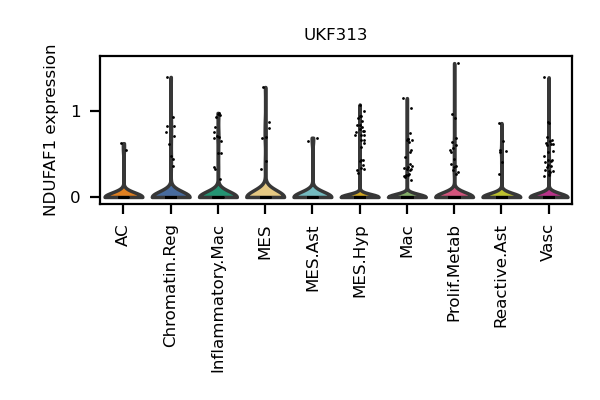 UKF313
NDUFAF1 expression
1
0
AC
Chromatin.Reg
Inflammatory.Mac
MES
MES.Ast
MES.Hyp
Mac
Prolif.Metab
Reactive.Ast
Vasc